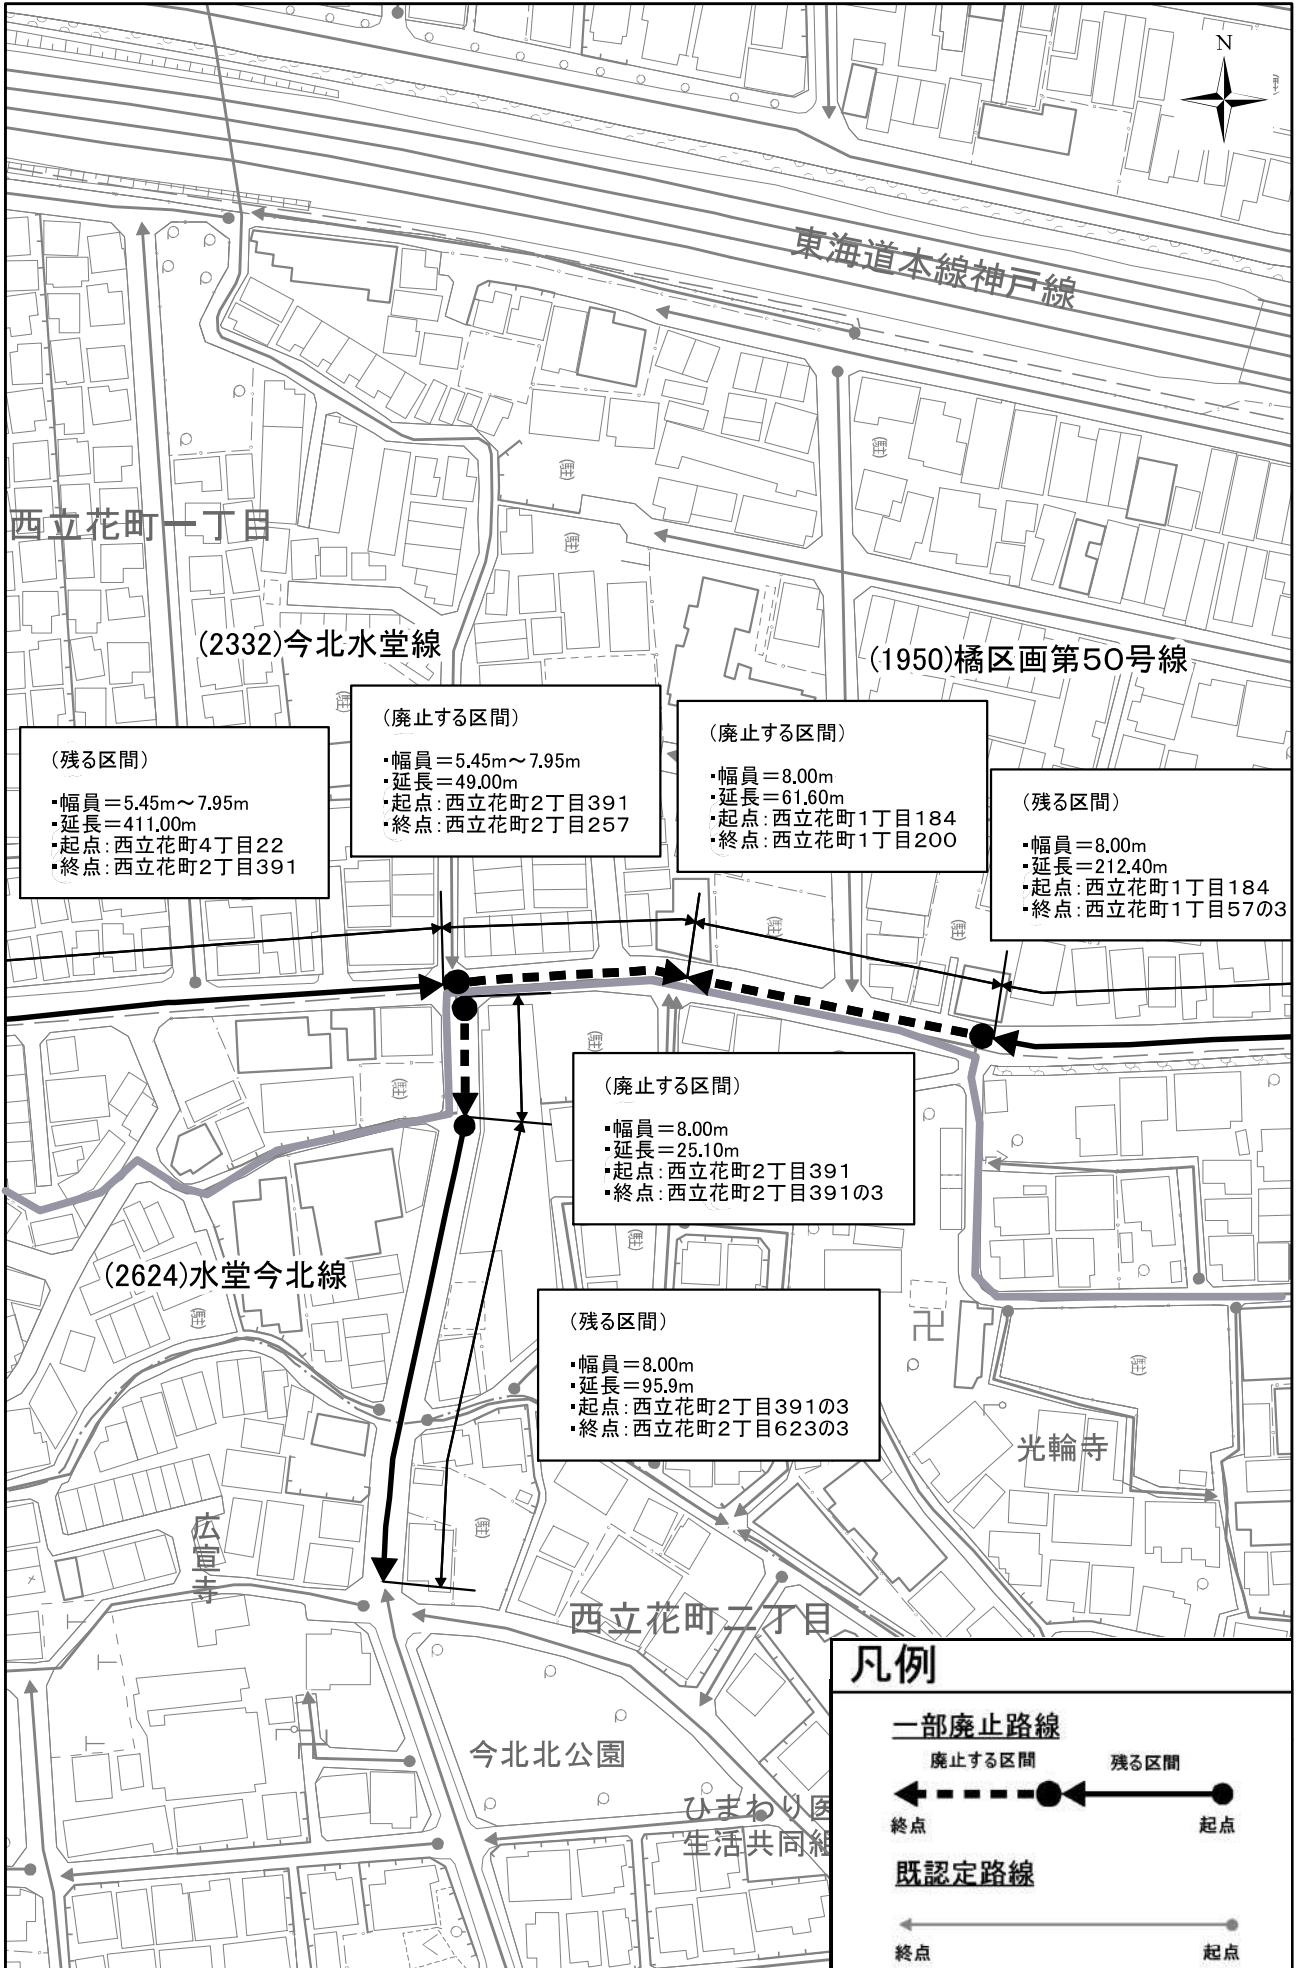 N
東海道本線神戸線
西立花町一丁目
(2332)今北水堂線
(1950)橘区画第50号線
(残る区間)
・幅員=5.45m～7.95m
・延長=411.00m
・起点:西立花町4丁目22
・終点:西立花町2丁目391
(廃止する区間)
・幅員=5.45m～7.95m
・延長=49.00m
・起点:西立花町2丁目391
・終点:西立花町2丁目257
(廃止する区間)
・幅員=8.00m
・延長=61.60m
・起点:西立花町1丁目184
・終点:西立花町1丁目200
(残る区間)
・幅員=8.00m
・延長=212.40m
・起点:西立花町1丁目184
・終点:西立花町1丁目57の3
(廃止する区間)
・幅員=8.00m
・延長=25.10m
・起点:西立花町2丁目391
・終点:西立花町2丁目391の3
(2624)水堂今北線
(残る区間)
・幅員=8.00m
・延長=95.9m
・起点:西立花町2丁目391の3
・終点:西立花町2丁目623の3
光輪寺
広宣寺
西立花町二丁目
今北北公園
ひまわり医
生活共同組
凡例
一部廃止路線
廃止する区間 残る区間
終点 起点
既認定路線
終点 起点